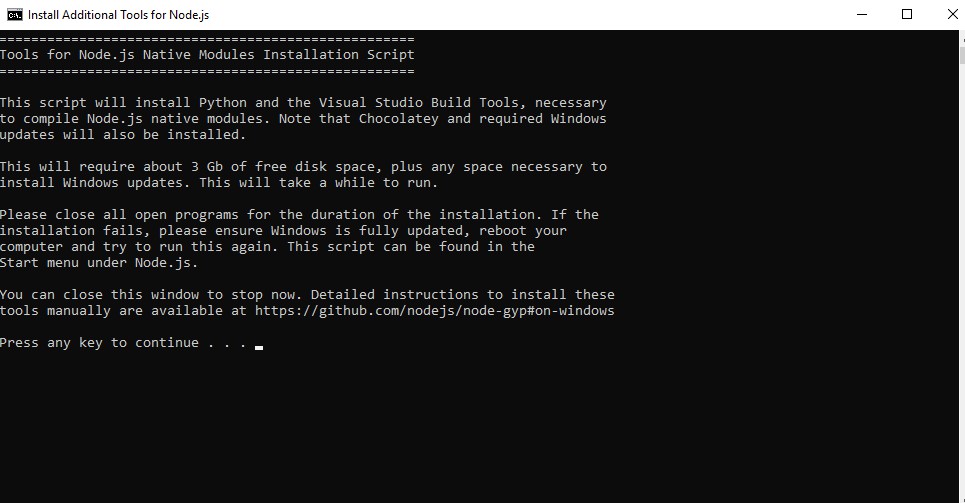 Install Additional Tools for Node.js
====================================================
Tools for Node.js Native Modules Installation Script
====================================================
This script will install Python and the Visual Studio Build Tools, necessary
to compile Node.js native modules. Note that Chocolatey and required Windows
updates will also be installed.
This will require about 3 Gb of free disk space, plus any space necessary to
install Windows updates. This will take a while to run.
Please close all open programs for the duration of the installation. If the
installation fails, please ensure Windows is fully updated, reboot your
computer and try to run this again. This script can be found in the
Start menu under Node.js.
You can close this window to stop now. Detailed instructions to install these
tools manually are available at https://github.com/nodejs/node-gyp#on-windows
Press any key to continue . . .